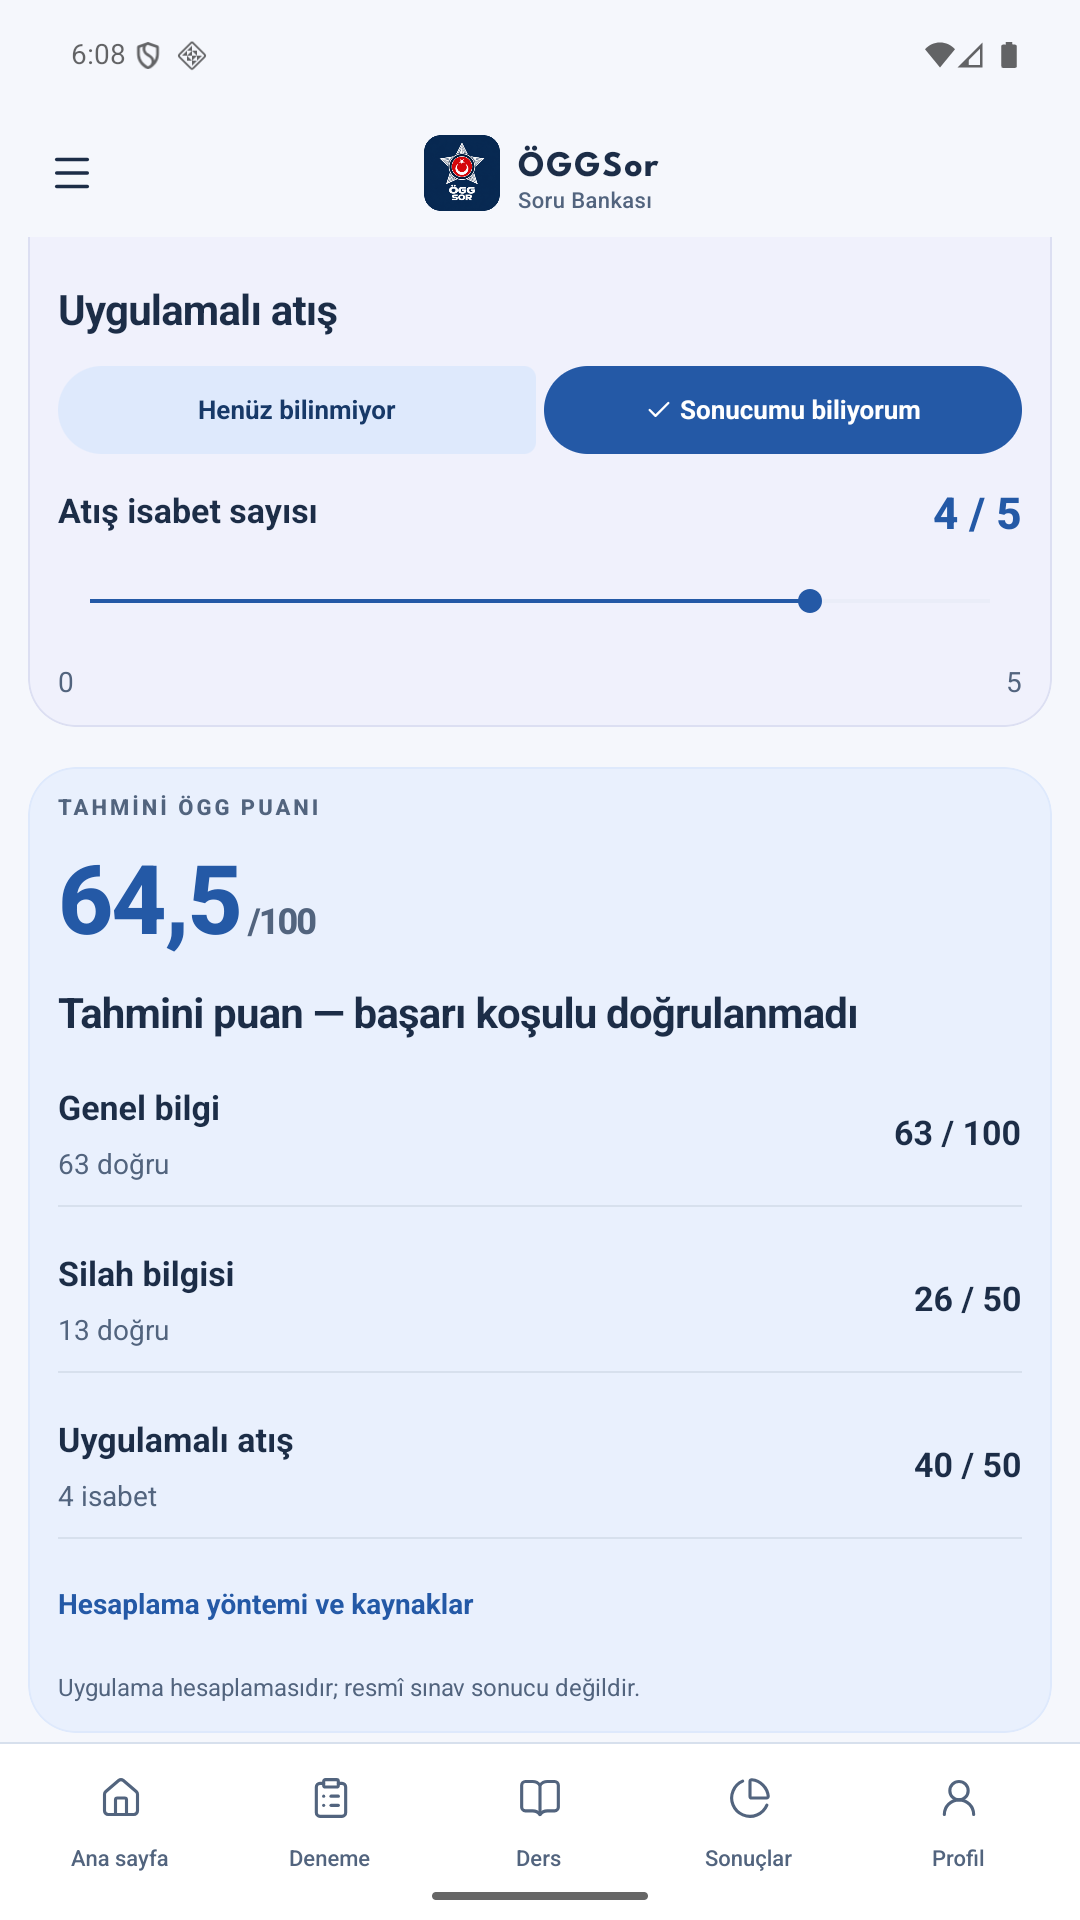 6:08
ÖGG
SOR
ÖGGSor
Soru Bankası
Uygulamalı atış
Henüz bilinmiyor
Sonucumu biliyorum
Atış isabet sayısı
4 / 5
0
5
TAHMİNİ ÖGG PUANI
64,5 /100
Tahmini puan — başarı koşulu doğrulanmadı
Genel bilgi
63 / 100
63 doğru
Silah bilgisi
26 / 50
13 doğru
Uygulamalı atış
40 / 50
4 isabet
Hesaplama yöntemi ve kaynaklar
Uygulama hesaplamasıdır; resmî sınav sonucu değildir.
Ana sayfa
Deneme
Ders
Sonuçlar
Profil